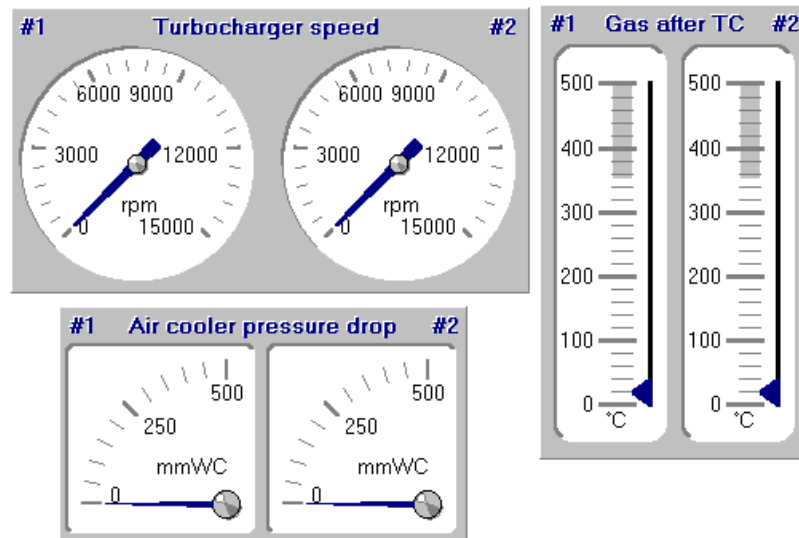 #1 Turbocharger speed #2
6000 9000 6000 9000
3000 12000 3000 12000
rpm rpm
0 15000 0 15000
#1 Gas after TC #2
500 500
400 400
300 300
200 200
100 100
0 0
°C °C
#1 Air cooler pressure drop #2
500 500
250 250
mmWC mmWC
0 0